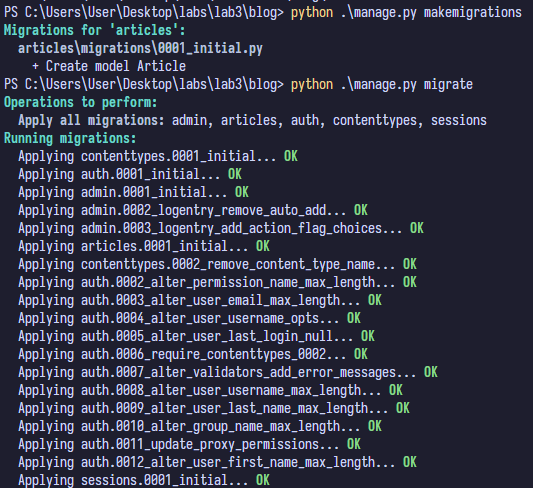 PS C:\Users\User\Desktop\labs\lab3\blog> python .\manage.py makemigrations
Migrations for 'articles':
  articles\migrations\0001_initial.py
    + Create model Article
PS C:\Users\User\Desktop\labs\lab3\blog> python .\manage.py migrate
Operations to perform:
  Apply all migrations: admin, articles, auth, contenttypes, sessions
Running migrations:
  Applying contenttypes.0001_initial... OK
  Applying auth.0001_initial... OK
  Applying admin.0001_initial... OK
  Applying admin.0002_logentry_remove_auto_add... OK
  Applying admin.0003_logentry_add_action_flag_choices... OK
  Applying articles.0001_initial... OK
  Applying contenttypes.0002_remove_content_type_name... OK
  Applying auth.0002_alter_permission_name_max_length... OK
  Applying auth.0003_alter_user_email_max_length... OK
  Applying auth.0004_alter_user_username_opts... OK
  Applying auth.0005_alter_user_last_login_null... OK
  Applying auth.0006_require_contenttypes_0002... OK
  Applying auth.0007_alter_validators_add_error_messages... OK
  Applying auth.0008_alter_user_username_max_length... OK
  Applying auth.0009_alter_user_last_name_max_length... OK
  Applying auth.0010_alter_group_name_max_length... OK
  Applying auth.0011_update_proxy_permissions... OK
  Applying auth.0012_alter_user_first_name_max_length... OK
  Applying sessions.0001_initial... OK